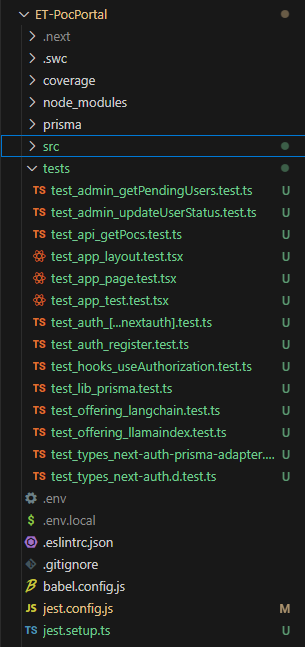 ET-PocPortal
.next
.swc
coverage
node_modules
prisma
src
tests
TS test_admin_getPendingUsers.test.ts U
TS test_admin_updateUserStatus.test.ts U
TS test_api_getPocs.test.ts U
test_app_layout.test.tsx U
test_app_page.test.tsx U
test_app_test.test.tsx U
TS test_auth_[...nextauth].test.ts U
TS test_auth_register.test.ts U
TS test_hooks_useAuthorization.test.ts U
TS test_lib_prisma.test.ts U
TS test_offering_langchain.test.ts U
TS test_offering_llamaindex.test.ts U
TS test_types_next-auth-prisma-adapter.... U
TS test_types_next-auth.d.test.ts U
.env
$ .env.local
.eslintrc.json
.gitignore
babel.config.js
JS jest.config.js M
TS jest.setup.ts U